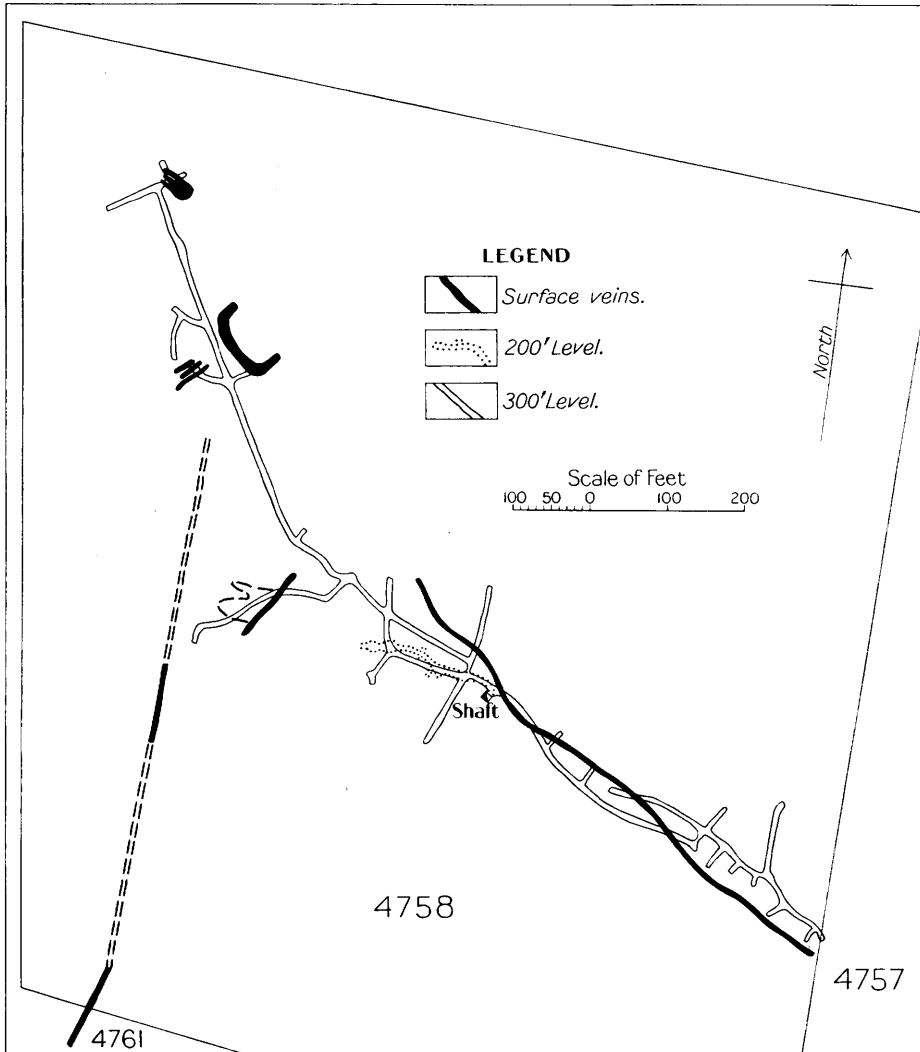 LEGEND
Surface veins.
200' Level.
300' Level.
North
Scale of Feet
100 50 0 100 200
Shaft
4758
4757
4761